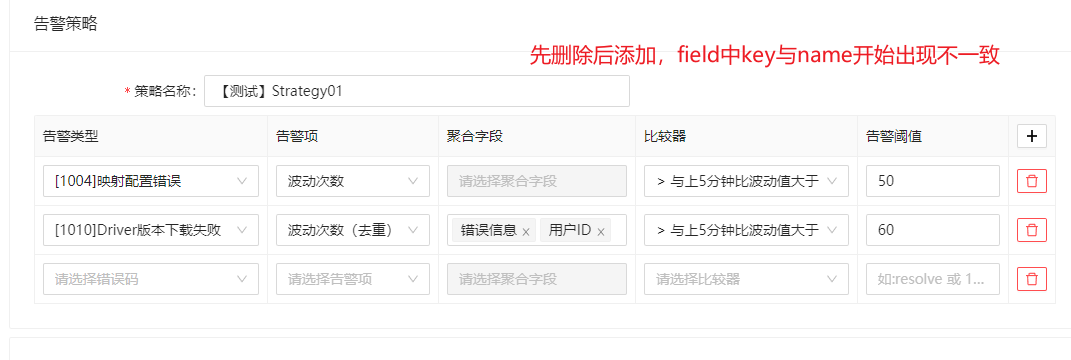 告警策略
先删除后添加，field中key与name开始出现不一致
* 策略名称： 【测试】Strategy01
告警类型 告警项 聚合字段 比较器 告警阈值 +
[1004]映射配置错误 波动次数 请选择聚合字段 > 与上5分钟比波动值大于 50
[1010]Driver版本下载失败 波动次数（去重） 错误信息 x 用户ID x > 与上5分钟比波动值大于 60
请选择错误码 请选择告警项 请选择聚合字段 请选择比较器 如:resolve 或 1...